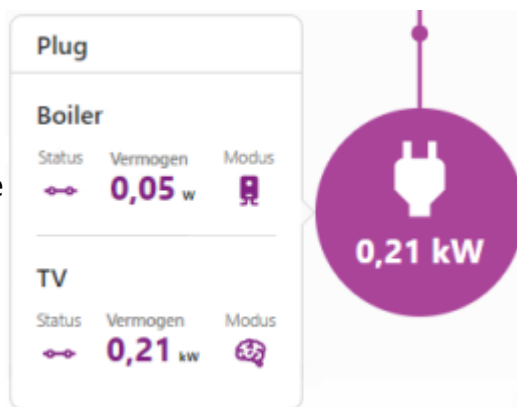 Plug
Boiler
Status Vermogen Modus
0,05 w
TV
Status Vermogen Modus
0,21 kw
0,21 kW
e